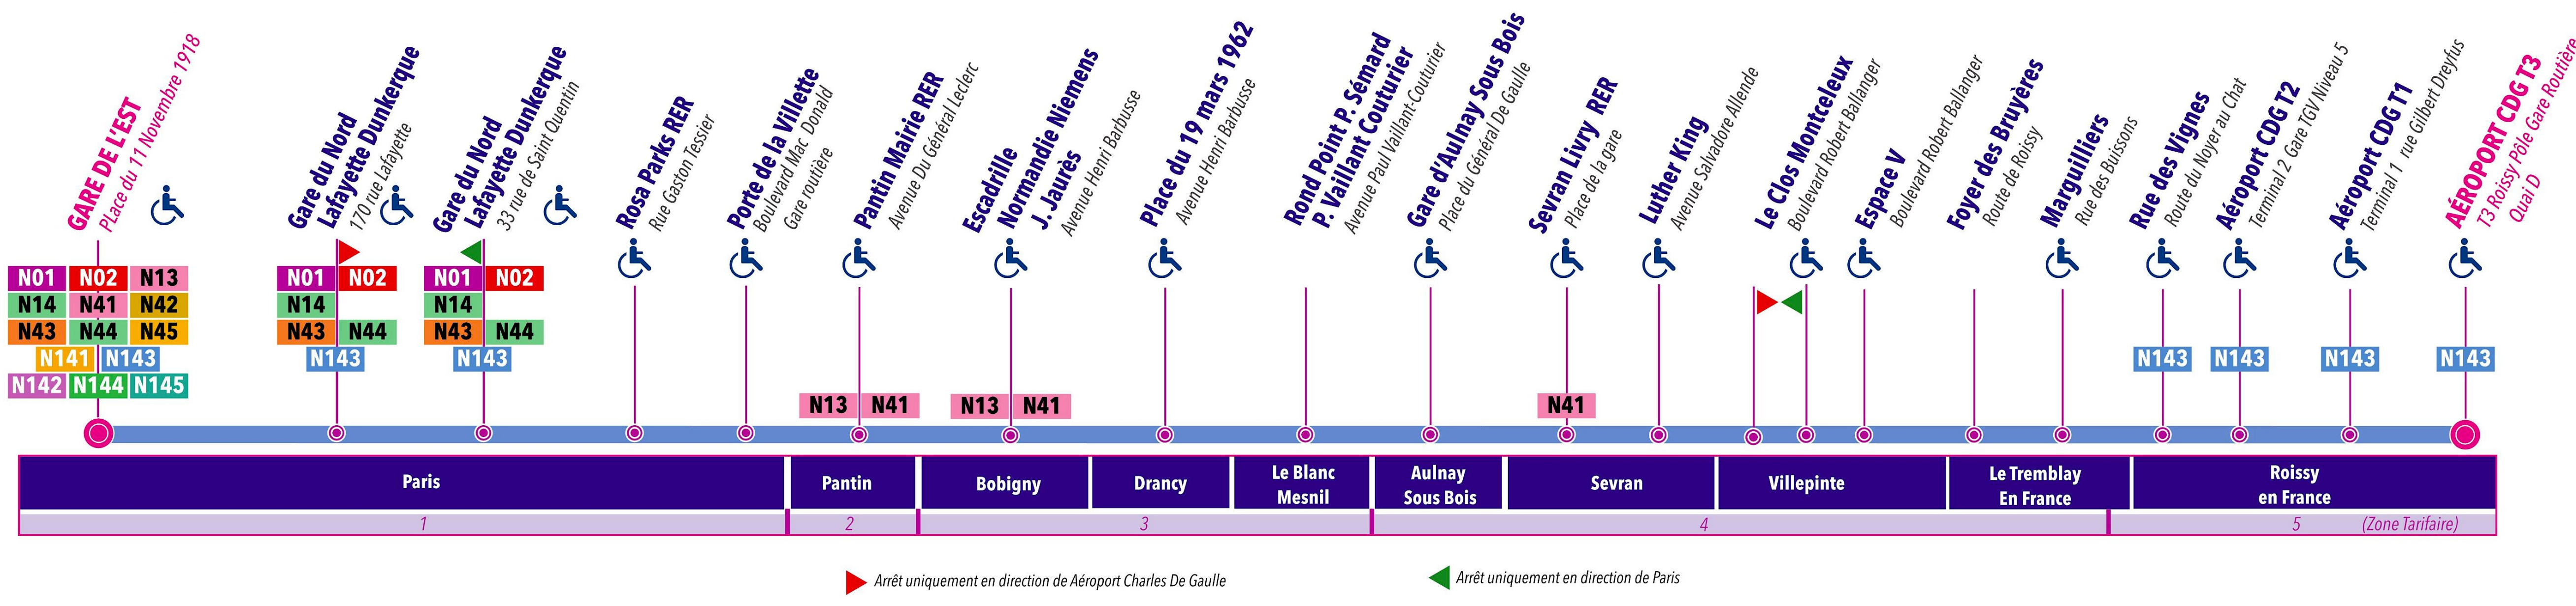 GARE DE L'EST
PLace du 11 Novembre 1918
Gare du Nord
Lafayette Dunkerque
170 rue Lafayette
Gare du Nord
Lafayette Dunkerque
33 rue de Saint Quentin
Rosa Parks RER
Rue Gaston Tessier
Porte de la Villette
Boulevard Mac Donald
Gare routière
Pantin Mairie RER
Avenue Du Général Leclerc
Escadrille
Normandie Niemens
J. Jaurès
Avenue Henri Barbusse
Place du 19 mars 1962
Avenue Henri Barbusse
Rond Point P. Sémard
P. Vaillant Couturier
Avenue Paul Vaillant-Couturier
Gare d'Aulnay Sous Bois
Place du Général De Gaulle
Sevran Livry RER
Place de la gare
Luther King
Avenue Salvadore Allende
Le Clos Montceleux
Boulevard Robert Ballanger
Espace V
Boulevard Robert Ballanger
Foyer des Bruyères
Route de Roissy
Marguilliers
Rue des Buissons
Rue des Vignes
Route du Noyer au Chat
Aéroport CDG T2
Terminal 2 Gare TGV Niveau 5
Aéroport CDG T1
Terminal 1 rue Gilbert Dreyfus
AÉROPORT CDG T3
T3 Roissy Pôle Gare Routière
Quai D
N01 N02 N13
N14 N41 N42
N43 N44 N45
N141 N143
N142 N144 N145
N01 N02
N14
N43 N44
N143
N01 N02
N14
N43 N44
N143
N13 N41
N13 N41
N41
N143
N143
N143
N143
Paris
Pantin
Bobigny
Drancy
Le Blanc
Mesnil
Aulnay
Sous Bois
Sevran
Villepinte
Le Tremblay
En France
Roissy
en France
1
2
3
4
5
(Zone Tarifaire)
Arrêt uniquement en direction de Aéroport Charles De Gaulle
Arrêt uniquement en direction de Paris